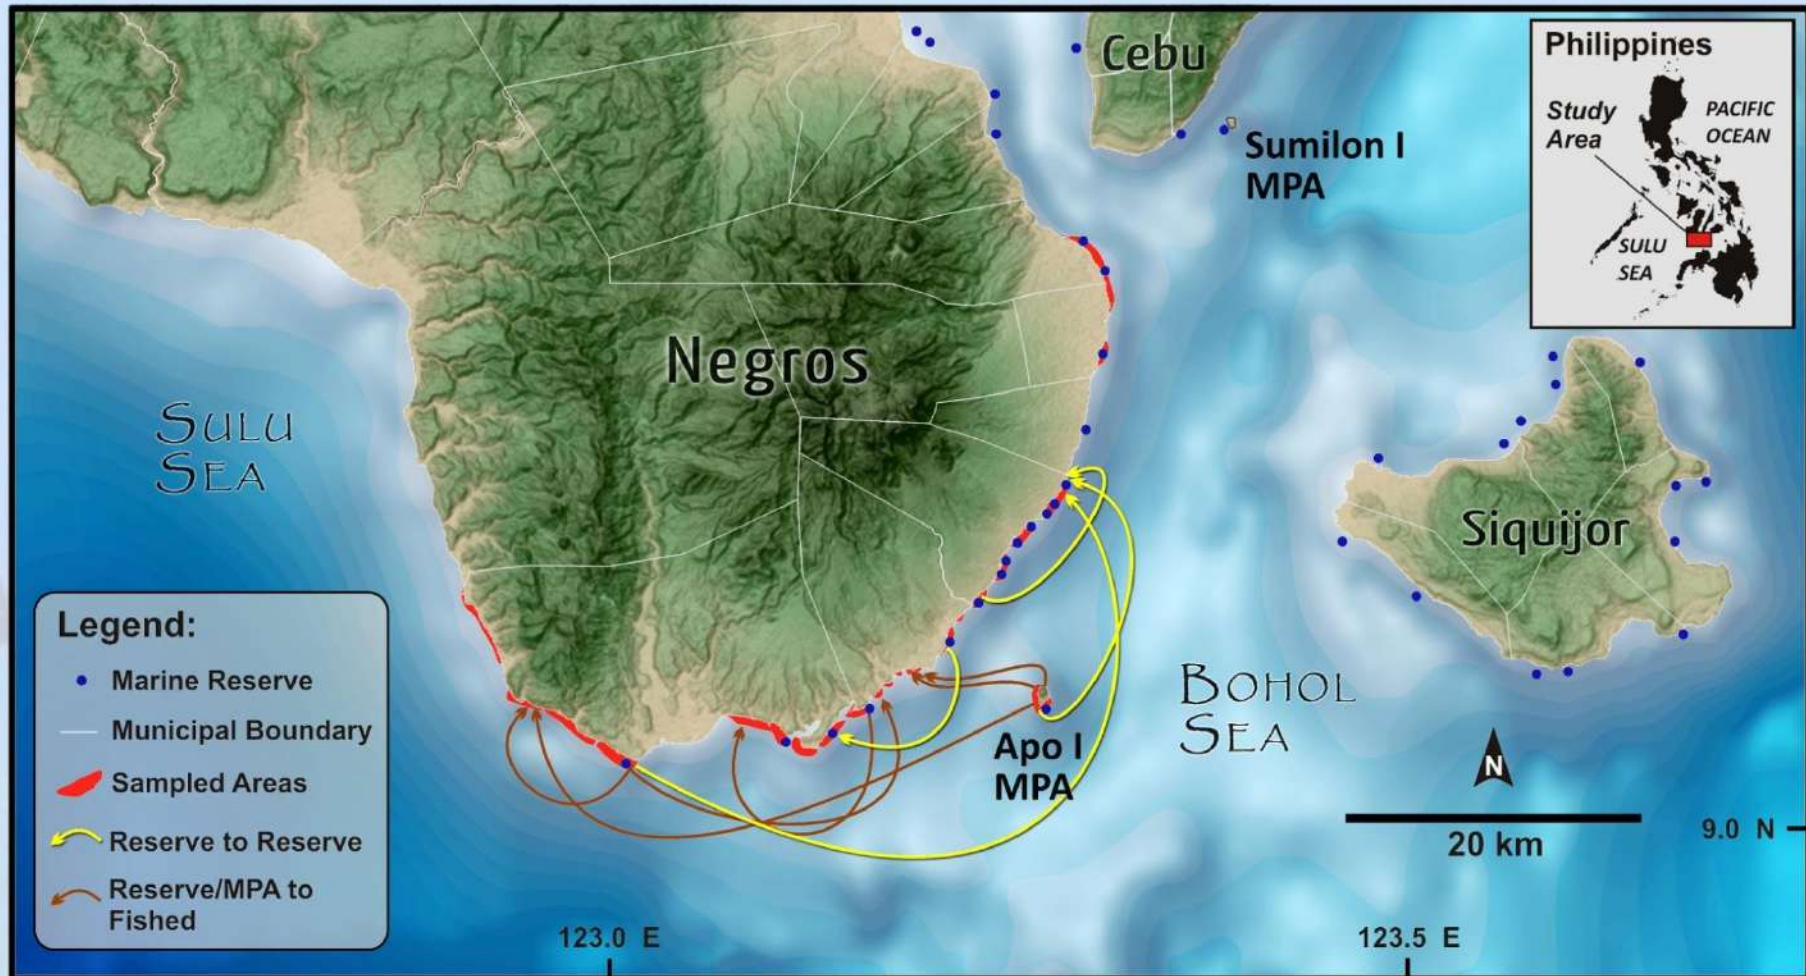 Cebu
Sumilon I
MPA
Philippines
Study
Area
PACIFIC
OCEAN
SULU
SEA
Negros
SULU
SEA
Siquijor
BOHOL
SEA
Apo I
MPA
N
20 km
9.0 N
123.0 E
123.5 E
Legend:
Marine Reserve
Municipal Boundary
Sampled Areas
Reserve to Reserve
Reserve/MPA to
Fished